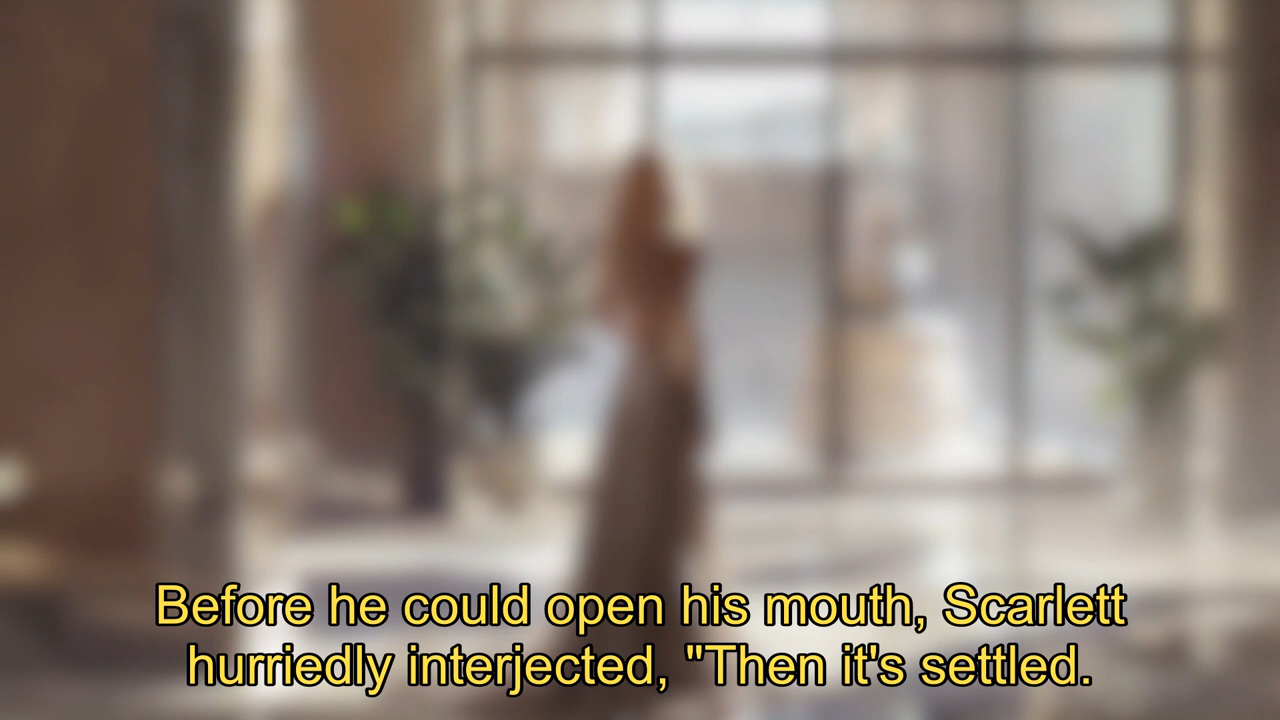 Before he could open his mouth, Scarlett
hurriedly interjected, "Then it's settled.